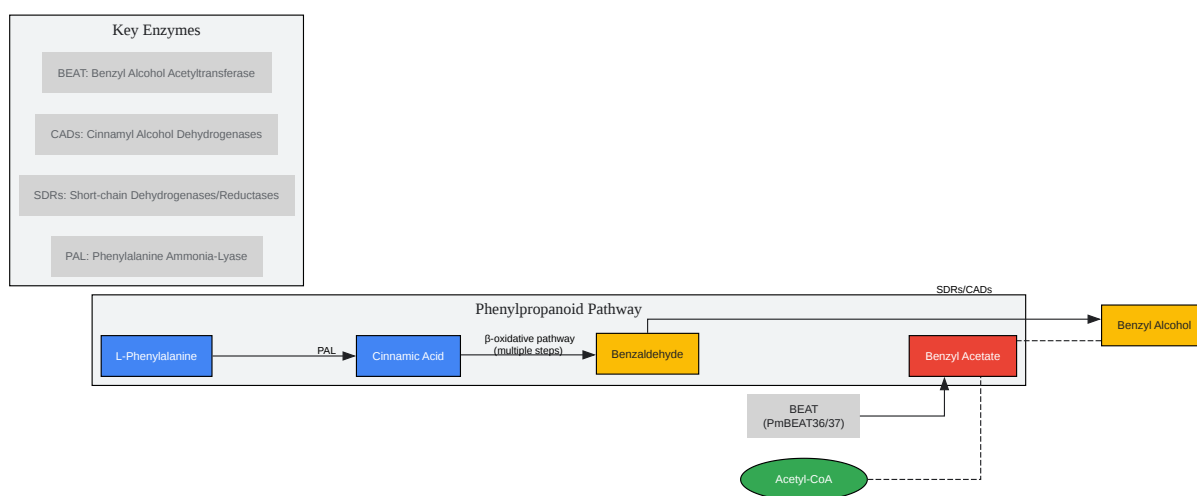 Key Enzymes
BEAT: Benzyl Alcohol Acetyltransferase
CADs: Cinnamyl Alcohol Dehydrogenases
SDRs: Short-chain Dehydrogenases/Reductases
PAL: Phenylalanine Ammonia-Lyase
SDRs/CADs
Phenylpropanoid Pathway
Benzyl Alcohol
L-Phenylalanine
PAL
Cinnamic Acid
β-oxidative pathway
(multiple steps)
Benzaldehyde
Benzyl Acetate
BEAT
(PmBEAT36/37)
Acetyl-CoA